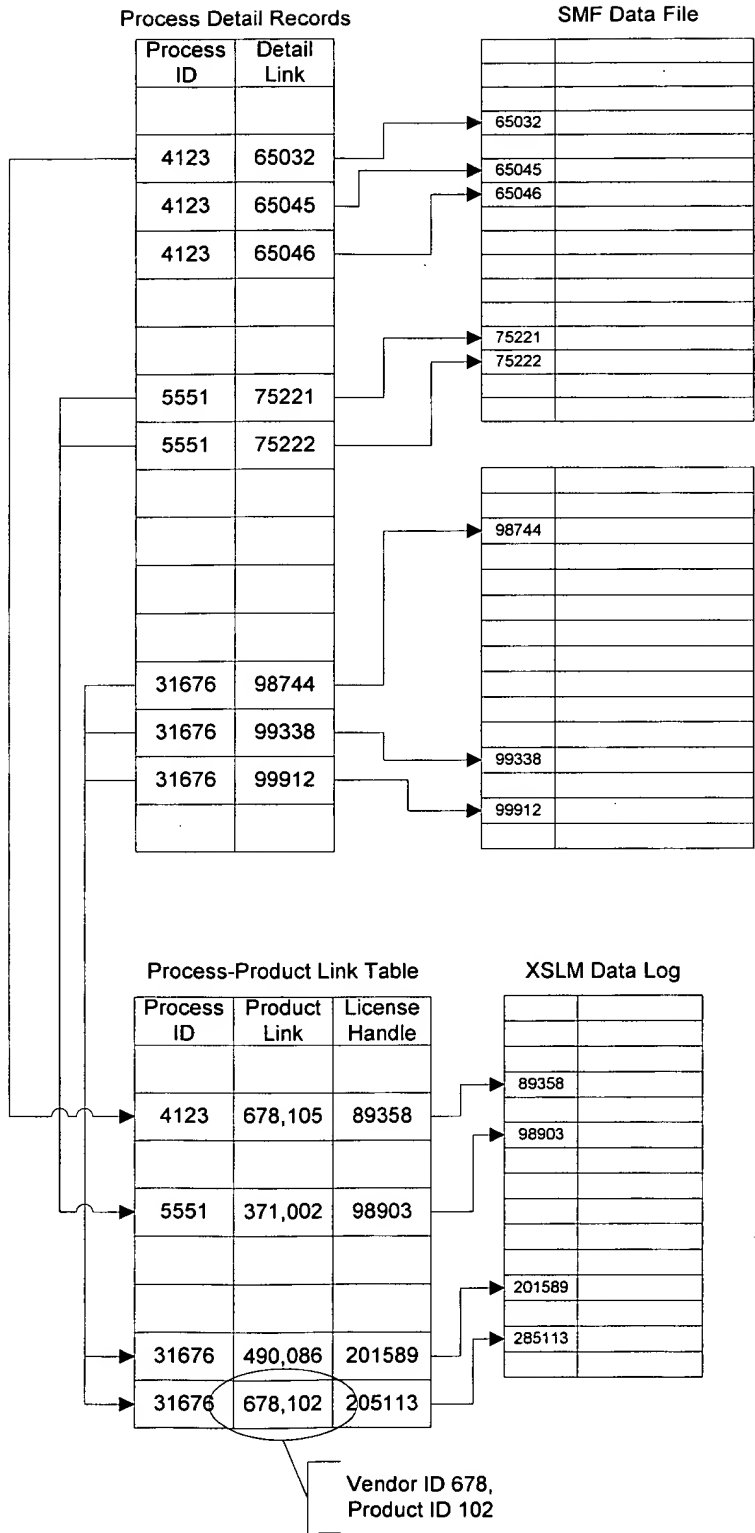 Process Detail Records
Process ID Detail Link
4123 65032
4123 65045
4123 65046
5551 75221
5551 75222
31676 98744
31676 99338
31676 99912
SMF Data File
65032
65045
65046
75221
75222
98744
99338
99912
Process-Product Link Table
Process ID Product Link License Handle
4123 678,105 89358
5551 371,002 98903
31676 490,086 201589
31676 678,102 205113
XSLM Data Log
89358
98903
201589
285113
Vendor ID 678,
Product ID 102